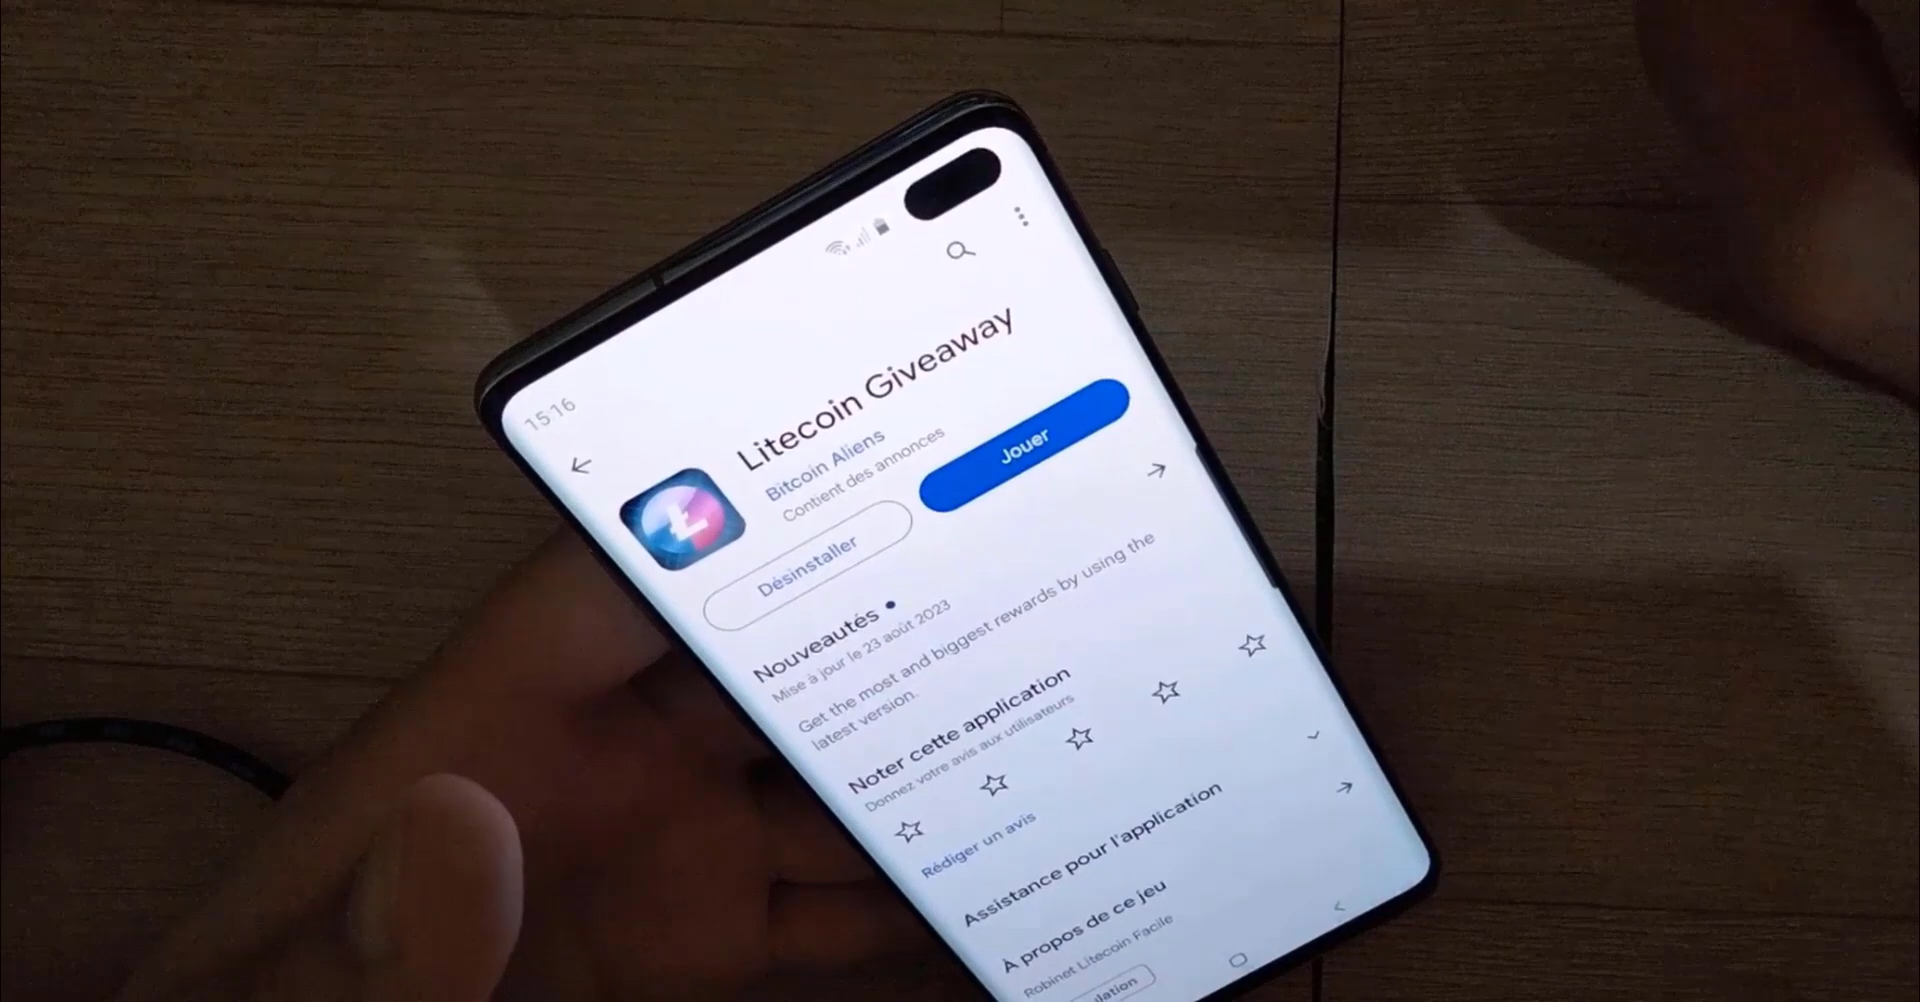 15:16
Litecoin Giveaway
Bitcoin Aliens
Contient des annonces
Désinstaller
Jouer
Nouveautés •
Mise à jour le 23 août 2023
Get the most and biggest rewards by using the
latest version.
Noter cette application
Donnez votre avis aux utilisateurs
Rédiger un avis
Assistance pour l'application
À propos de ce jeu
Robinet Litecoin Facile